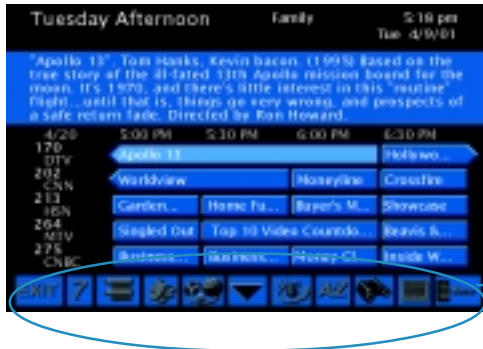 Tuesday Afternoon Family 5:18 pm
Tue 4/9/01
"Apollo 13", Tom Hanks, Kevin bacon. (1995) Based on the
true story of the ill-fated 13th Apollo mission bound for the
moon. It's 1970, and there's little interest in this "routine"
flight...until that is, things go very wrong, and prospects of
a safe return fade. Directed by Ron Howard.
4/20 5:00 PM 5:30 PM 6:00 PM 6:30 PM
170 DTV Apollo 13 Hollywo...
202 CNN Worldview Moneyline Crossfire
213 HSN Garden... Home Fu... Buyer's M... Showcase
264 MTV Singled Out Top 10 Video Countdo... Beavis &...
275 CNBC Business... Business... Money Cl... Inside W...
EXIT ? A-Z